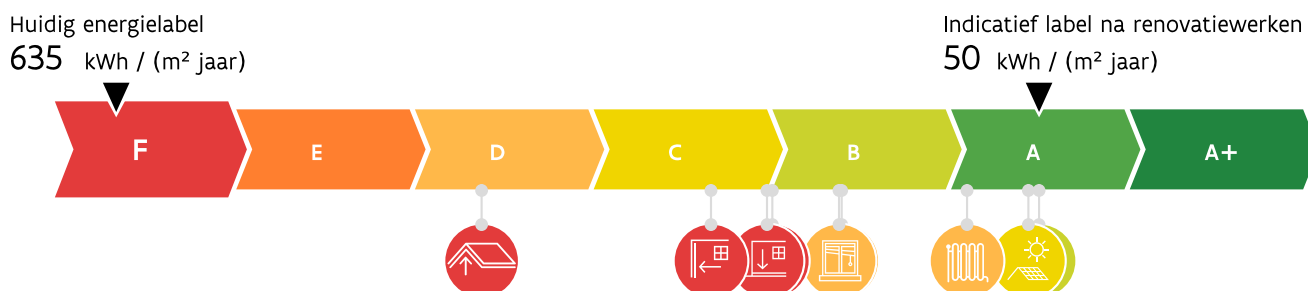 Huidig energielabel
635 kWh / (m² jaar)
Indicatief label na renovatiewerken
50 kWh / (m² jaar)
F E D C B A A+